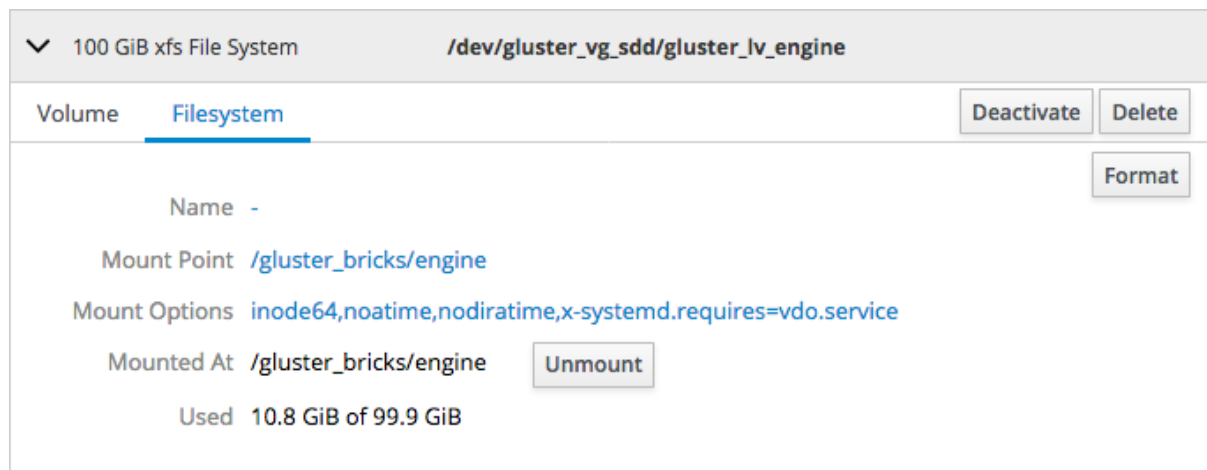 100 GiB xfs File System /dev/gluster_vg_sdd/gluster_lv_engine
Volume Filesystem Deactivate Delete
Format
Name -
Mount Point /gluster_bricks/engine
Mount Options inode64,noatime,nodiratime,x-systemd.requires=vdo.service
Mounted At /gluster_bricks/engine Unmount
Used 10.8 GiB of 99.9 GiB